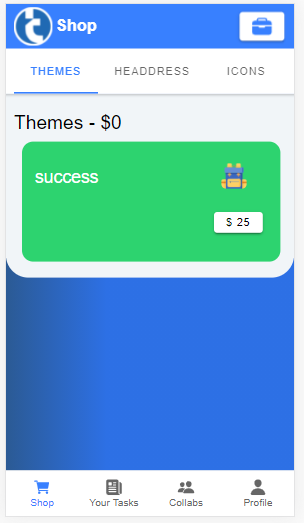 t Shop
THEMES HEADDRESS ICONS
Themes - $0
success
$ 25
Shop Your Tasks Collabs Profile